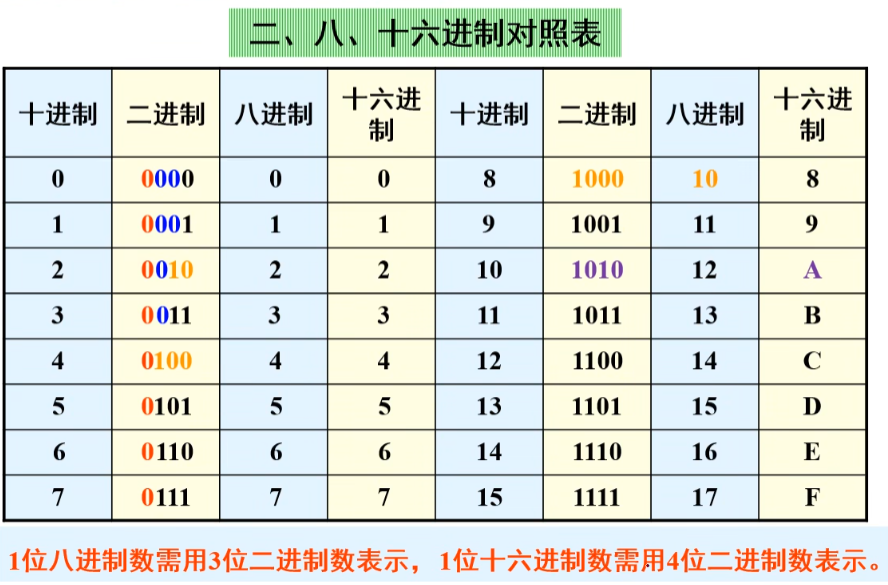 二、八、十六进制对照表
十进制 二进制 八进制 十六进制 十进制 二进制 八进制 十六进制
0 0000 0 0 8 1000 10 8
1 0001 1 1 9 1001 11 9
2 0010 2 2 10 1010 12 A
3 0011 3 3 11 1011 13 B
4 0100 4 4 12 1100 14 C
5 0101 5 5 13 1101 15 D
6 0110 6 6 14 1110 16 E
7 0111 7 7 15 1111 17 F
1位八进制数需用3位二进制数表示，1位十六进制数需用4位二进制数表示。